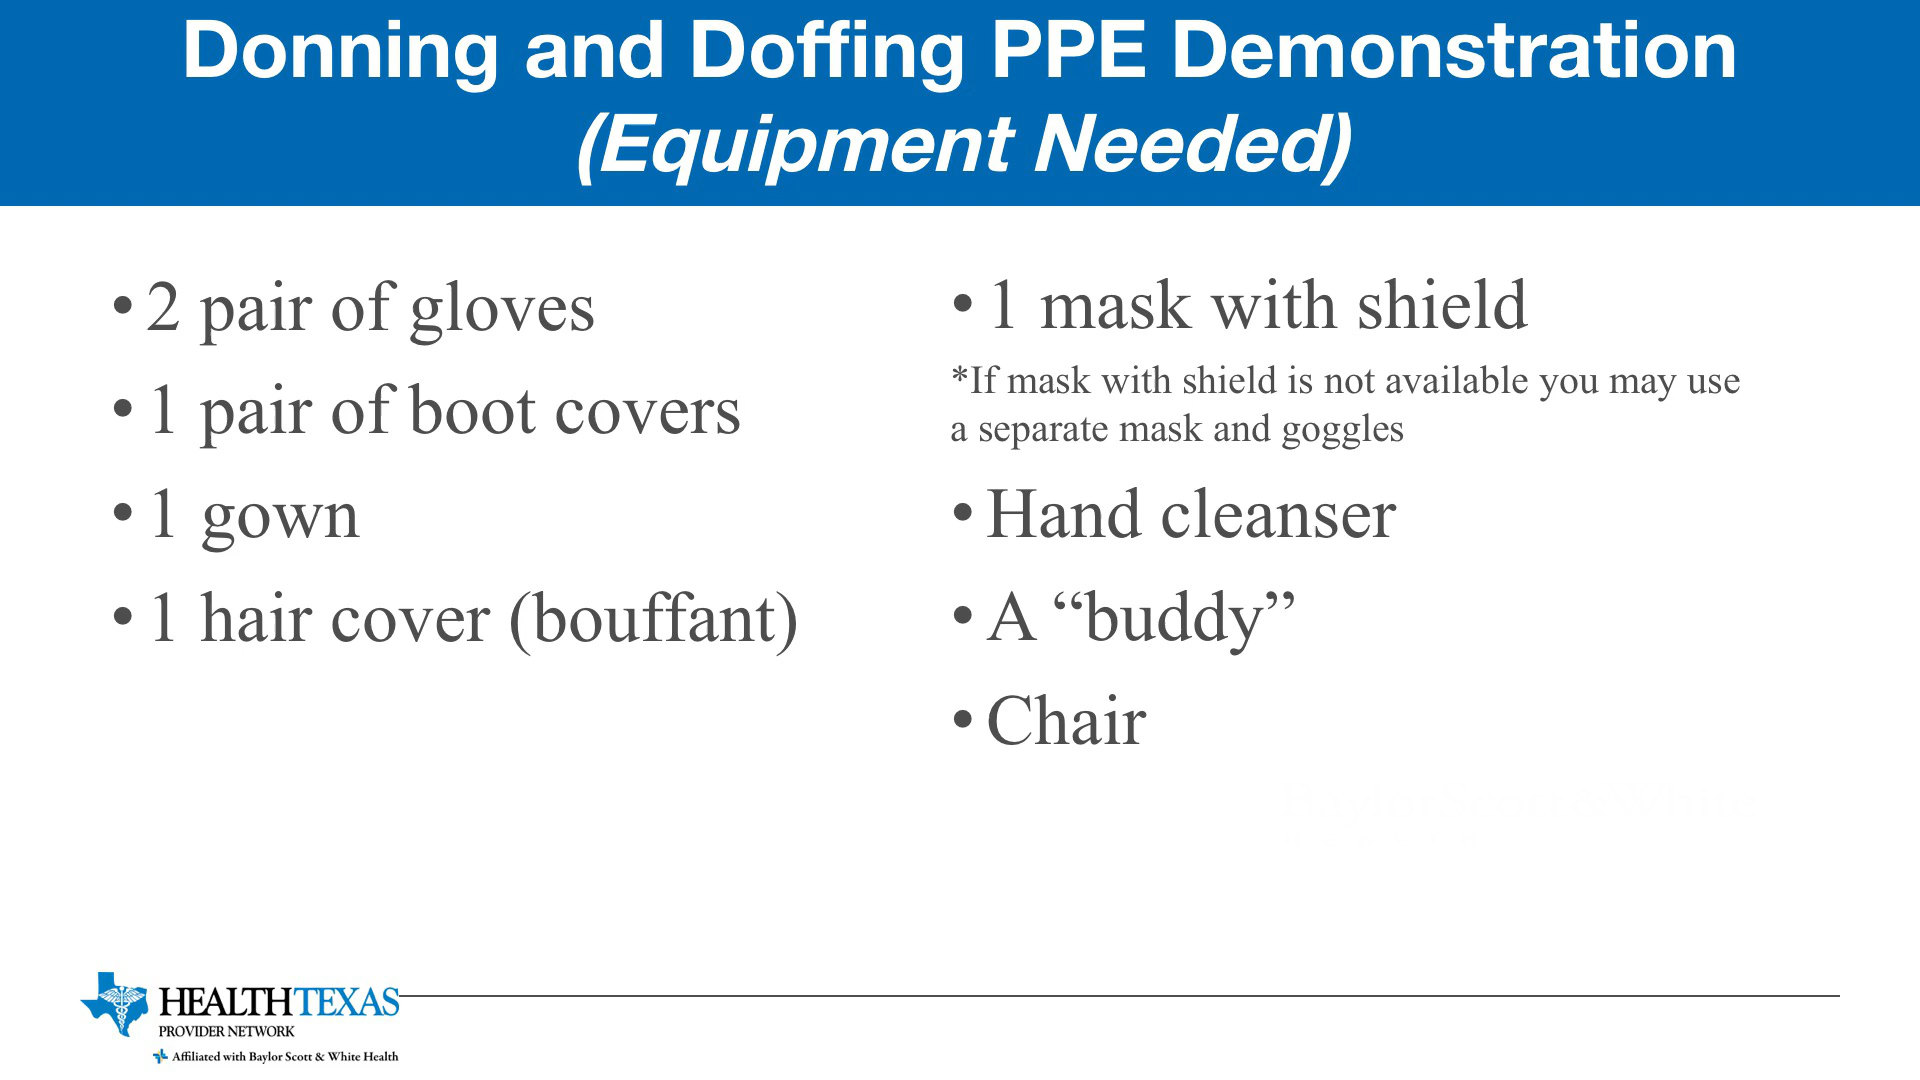 Donning and Doffing PPE Demonstration
(Equipment Needed)
• 2 pair of gloves
• 1 pair of boot covers
• 1 gown
• 1 hair cover (bouffant)
• 1 mask with shield
*If mask with shield is not available you may use
a separate mask and goggles
• Hand cleanser
• A “buddy”
• Chair
HEALTHTEXAS
PROVIDER NETWORK
Affiliated with Baylor Scott & White Health